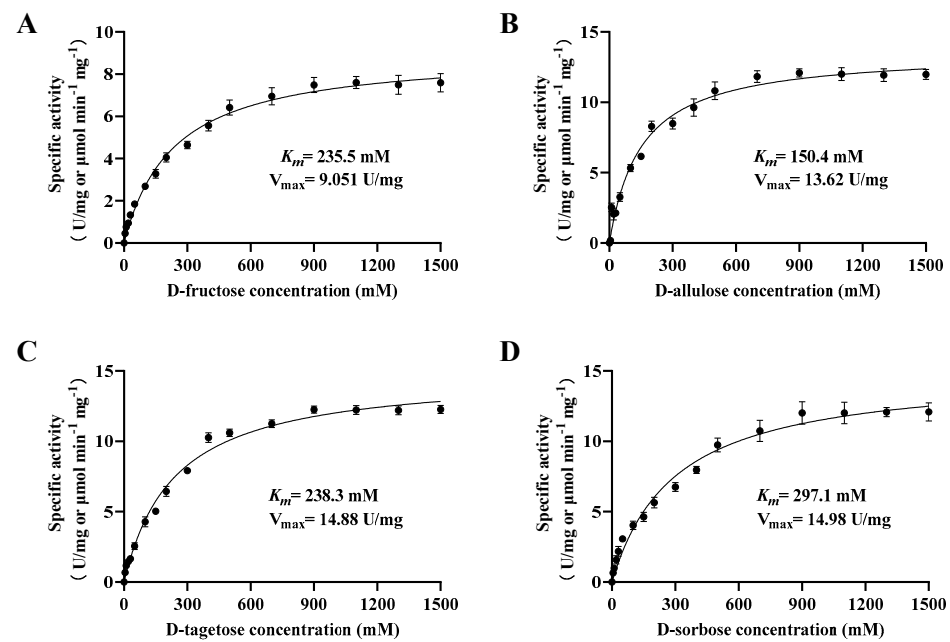 A
Specific activity
( U/mg or μmol min⁻¹ mg⁻¹)
10
8
6
4
2
0
Kₘ= 235.5 mM
Vmax= 9.051 U/mg
0 300 600 900 1200 1500
D-fructose concentration (mM)
B
Specific activity
( U/mg or μmol min⁻¹ mg⁻¹)
15
10
5
0
Kₘ= 150.4 mM
Vmax= 13.62 U/mg
0 300 600 900 1200 1500
D-allulose concentration (mM)
C
Specific activity
( U/mg or μmol min⁻¹ mg⁻¹)
15
10
5
0
Kₘ= 238.3 mM
Vmax= 14.88 U/mg
0 300 600 900 1200 1500
D-tagetose concentration (mM)
D
Specific activity
( U/mg or μmol min⁻¹ mg⁻¹)
15
10
5
0
Kₘ= 297.1 mM
Vmax= 14.98 U/mg
0 300 600 900 1200 1500
D-sorbose concentration (mM)